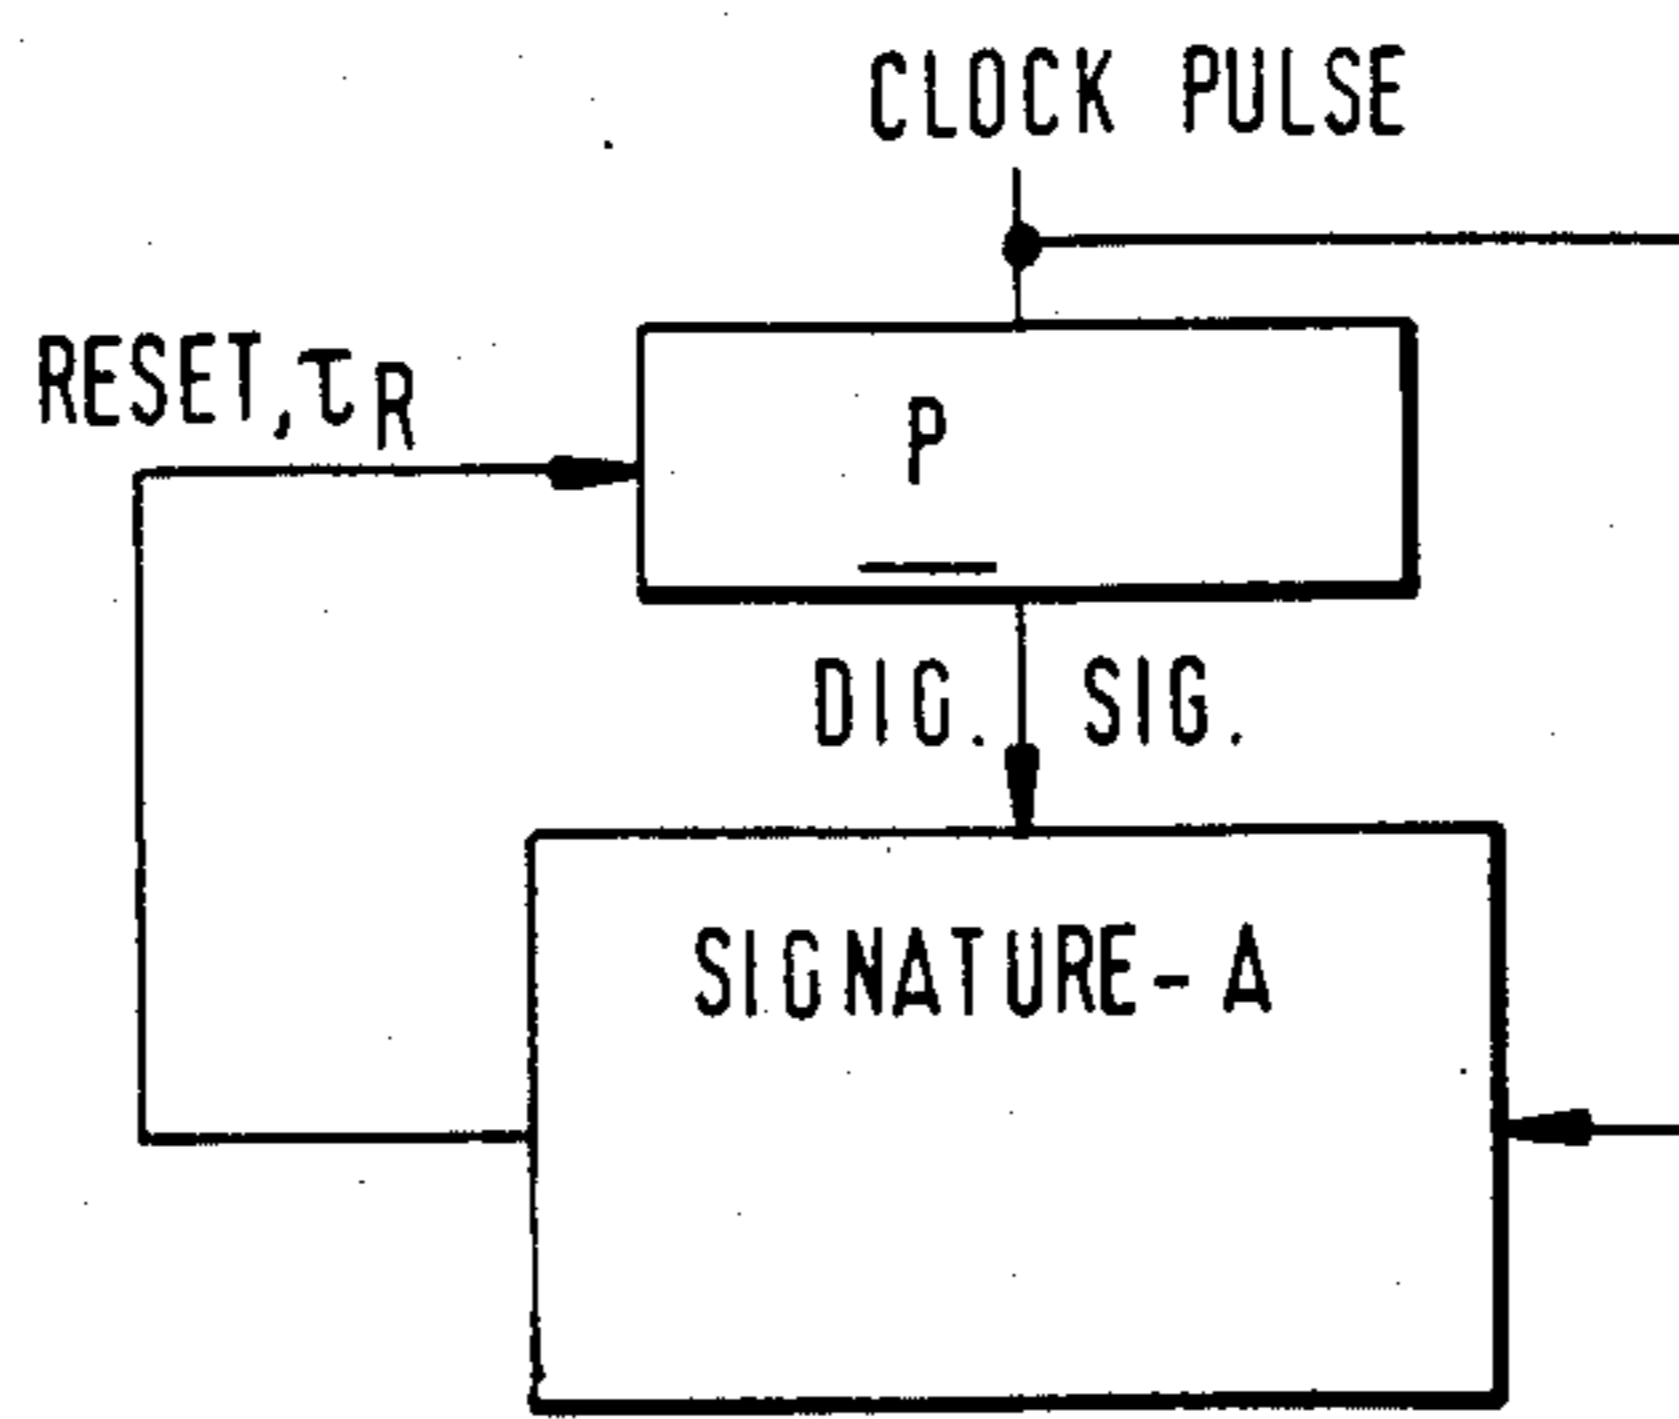 CLOCK PULSE
RESET, τR
P
DIG. SIG.
SIGNATURE - A